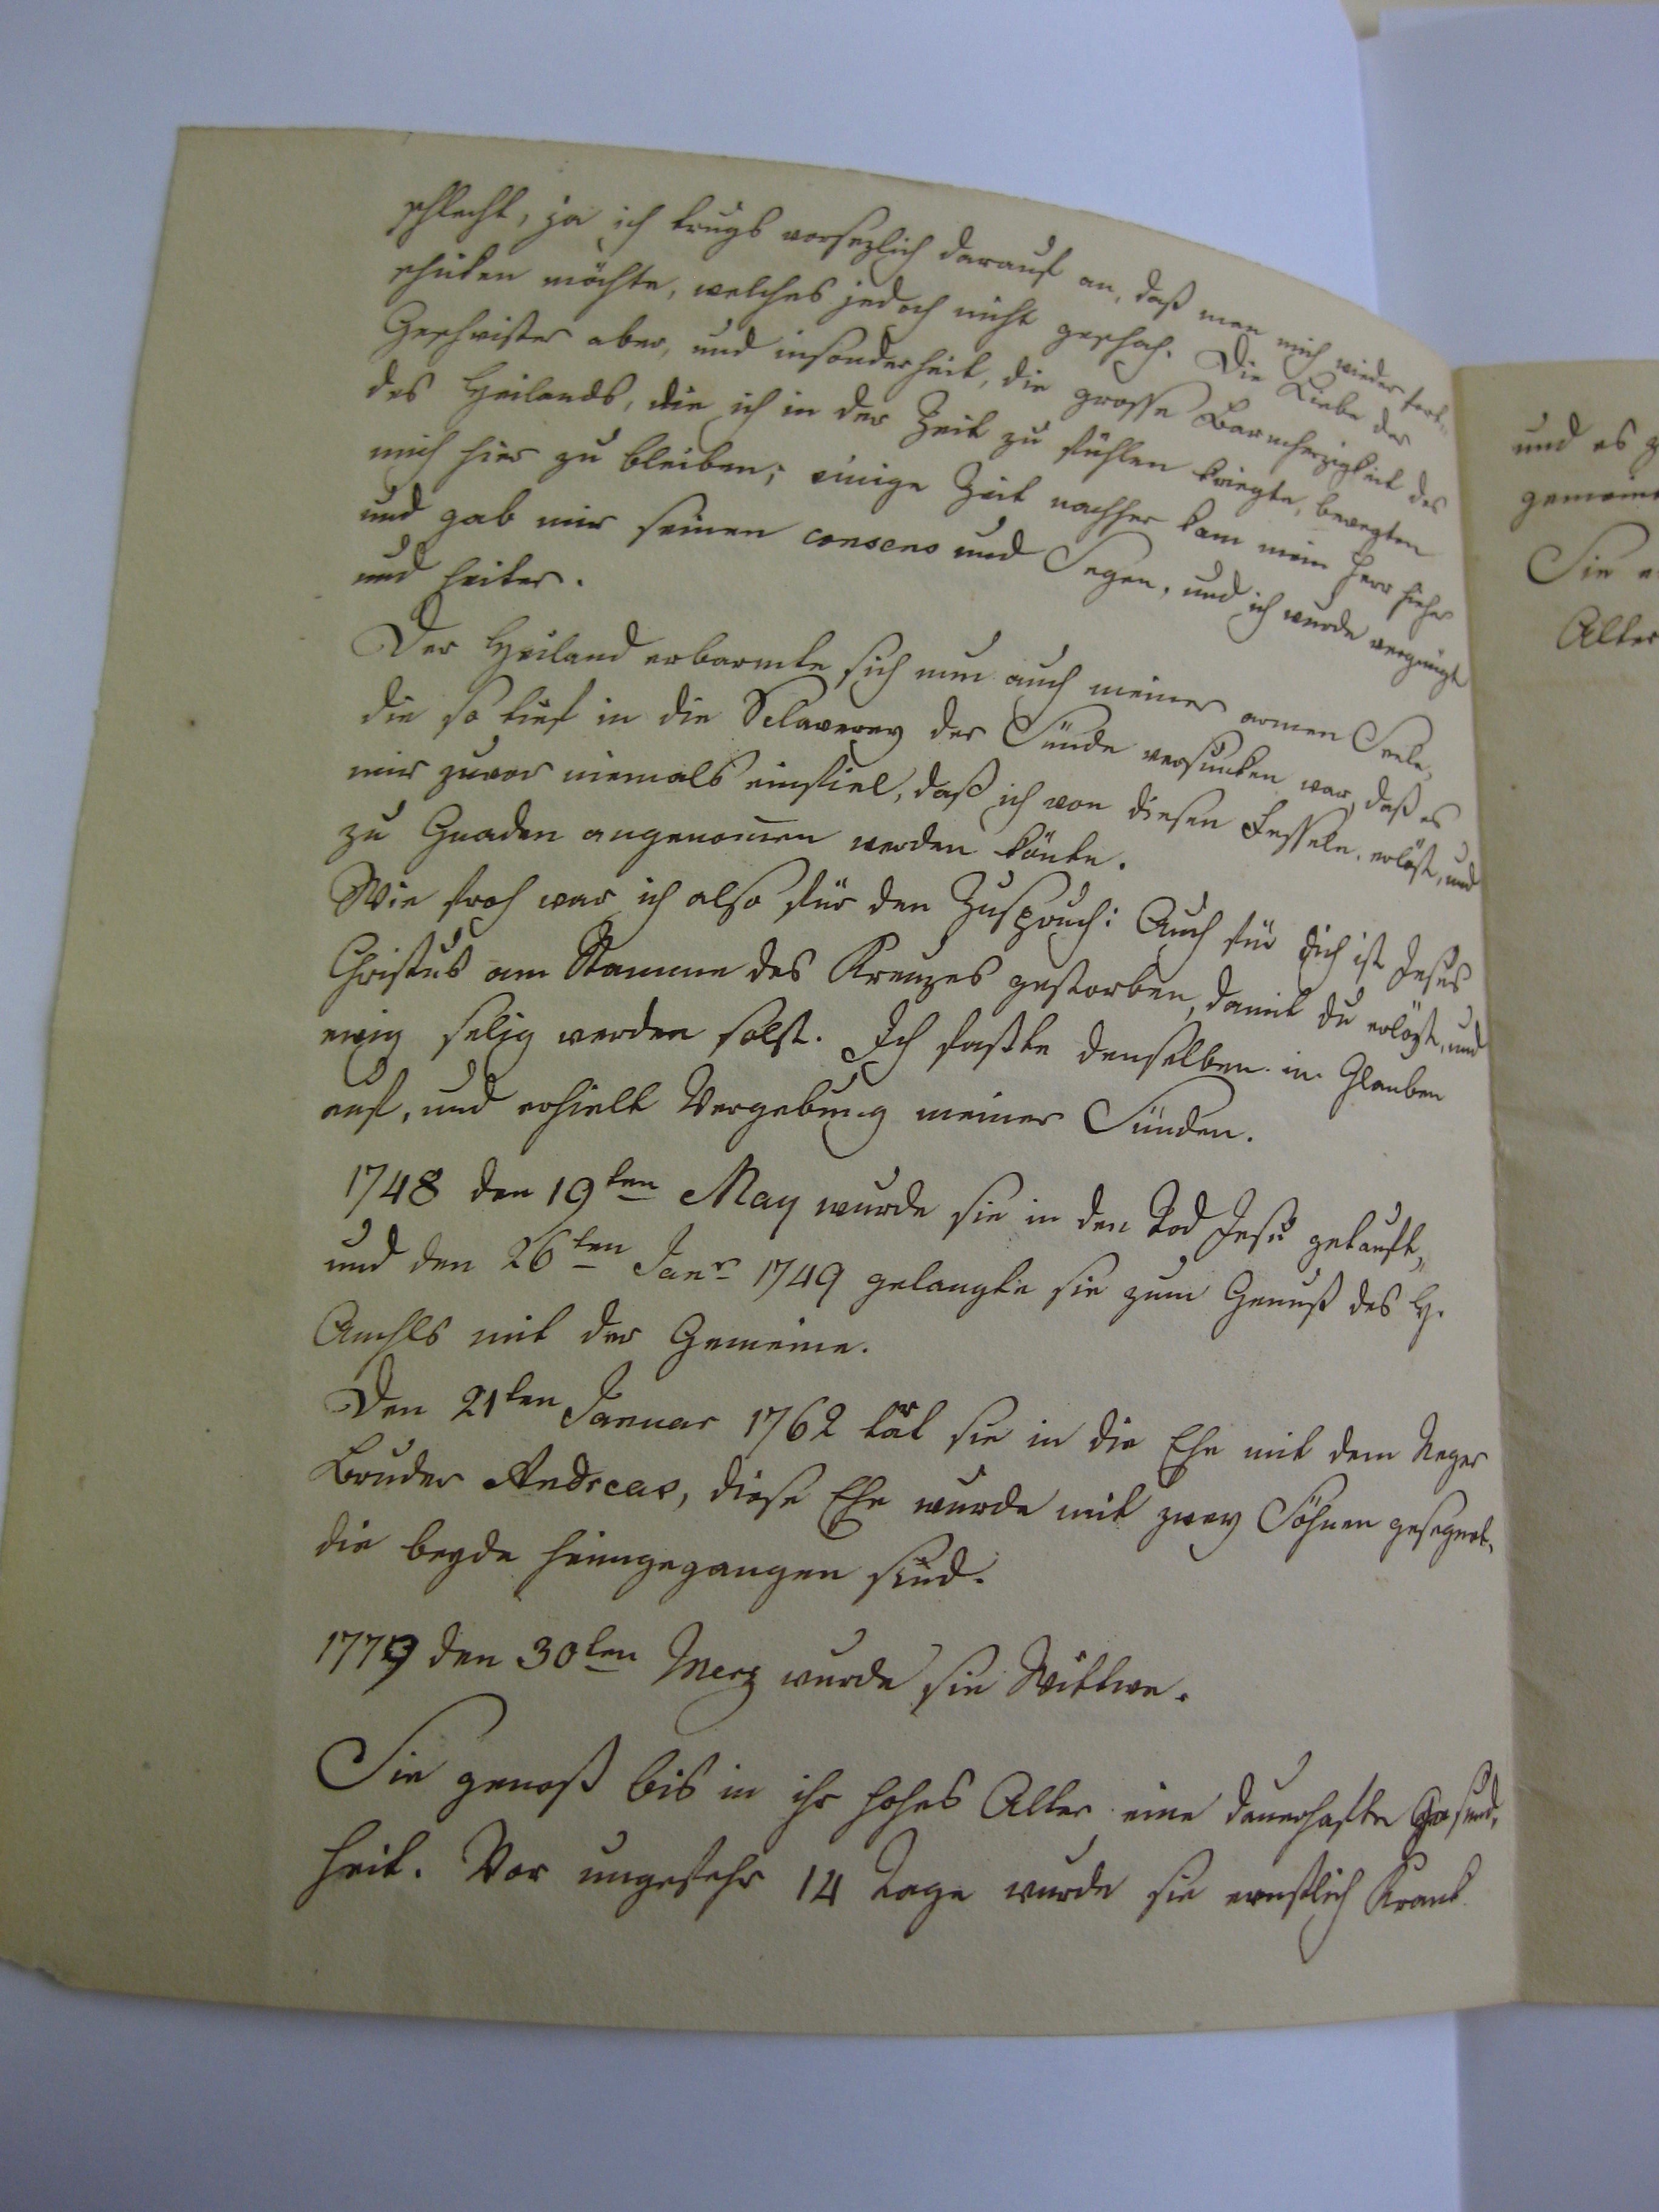 schlecht, ja ich trugs vorsezlich darauf an, daß man mich wieder fort-
schiken möchte, welches jedoch nicht geschah. Die Liebe der
Geschwister aber, und insonderheit, die grosse Barmherzigkeit des
des Heilands, die ich in der Zeit zu fühlen kriegte, bewegten
mich hier zu bleiben; einige Zeit nachher kam mein Herr hieher
und gab mir seinen consens und Segen, und ich wurde vergnügt
und heiter.
Der Heiland erbarmte sich nun auch meiner armen Seele,
die so tief in die Sclaverey der Sünde versunken war, daß es
mir zuvor niemals einfiel, daß ich von diesen Fesseln erlößt, und
zu Gnaden angenom̅en werden könte.
Wie froh war ich also für den Zuspruch: Auch für dich ist Jesus
Christus am Stamme des Kreuzes gestorben, damit du erlößt, und
ewig selig werden solst. Ich faßte denselben im Glauben
auf, und erhielt Vergebung meiner Sünden.
1748 den 19ten May wurde sie in den Tod Jesu getauft,
und den 26ten Janr 1749 gelangte sie zum Genuß des H.
Amhls mit der Gemeine.
Den 21ten Januar 1762 trat sie in die Ehe mit dem Neger
Bruder Andreas, diese Ehe wurde mit zwey Söhnen gesegnet,
die beyde heimgegangen sind.
1779 den 30ten Merz wurde sie Wittwe.
Sie genoß bis in ihr hohes Alter eine dauerhafte Gesund,
heit. Vor ungefehr 14 Tage wurde sie ernstlich Krank
und es
gemein
Sie
Alter